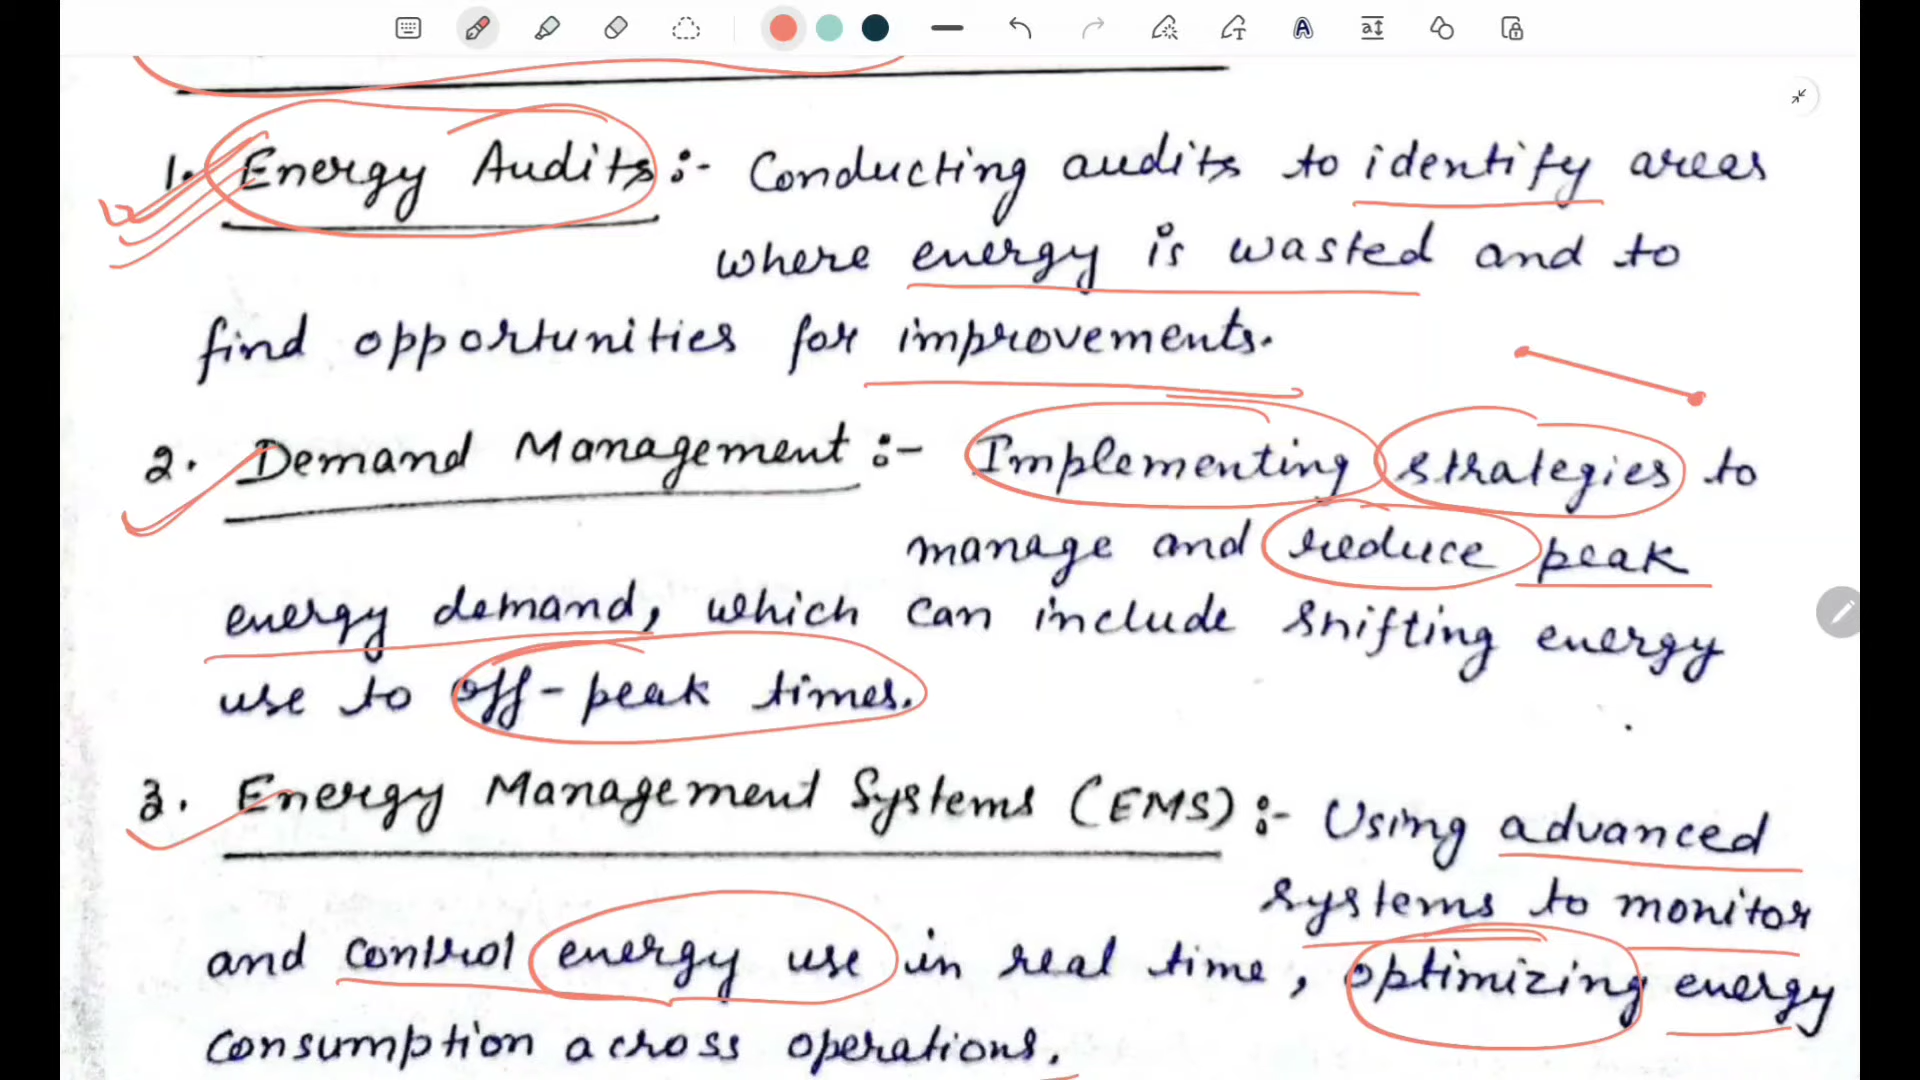 1. Energy Audits :- Conducting audits to identify areas
where energy is wasted and to
find opportunities for improvements.
2. Demand Management :- Implementing strategies to
manage and reduce peak
energy demand, which can include shifting energy
use to off-peak times.
3. Energy Management Systems (EMS) :- Using advanced
systems to monitor
and control energy use in real time, optimizing energy
consumption across operations.